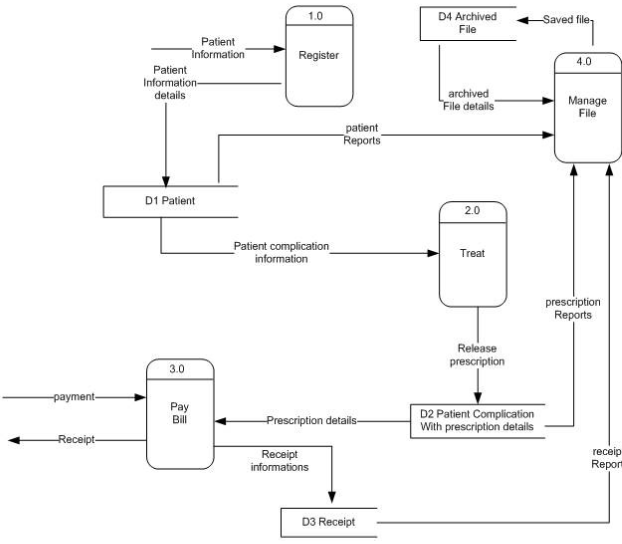 1.0
Register
Patient
Information
Patient
Information
details
D4 Archived
File
Saved file
4.0
Manage
File
archived
File details
patient
Reports
D1 Patient
2.0
Treat
Patient complication
information
prescription
Reports
Release
prescription
3.0
Pay
Bill
payment
Receipt
Prescription details
D2 Patient Complication
With prescription details
Receipt
informations
receip
Report
D3 Receipt